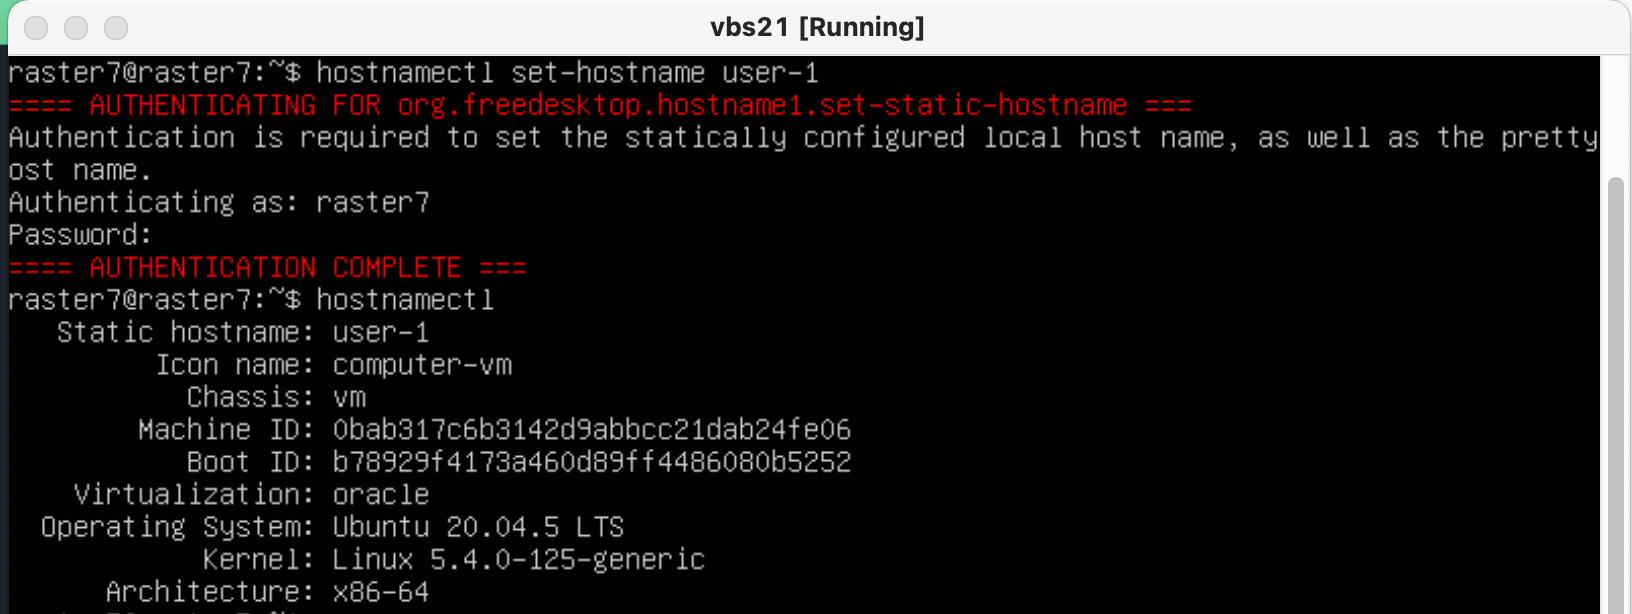 vbs21 [Running]
raster7@raster7:~$ hostnamectl set-hostname user-1
==== AUTHENTICATING FOR org.freedesktop.hostname1.set-static-hostname ===
Authentication is required to set the statically configured local host name, as well as the pretty
ost name.
Authenticating as: raster7
Password:
==== AUTHENTICATION COMPLETE ===
raster7@raster7:~$ hostnamectl
Static hostname: user-1
Icon name: computer-vm
Chassis: vm
Machine ID: 0bab317c6b3142d9abbcc21dab24fe06
Boot ID: b78929f4173a460d89ff4486080b5252
Virtualization: oracle
Operating System: Ubuntu 20.04.5 LTS
Kernel: Linux 5.4.0-125-generic
Architecture: x86-64